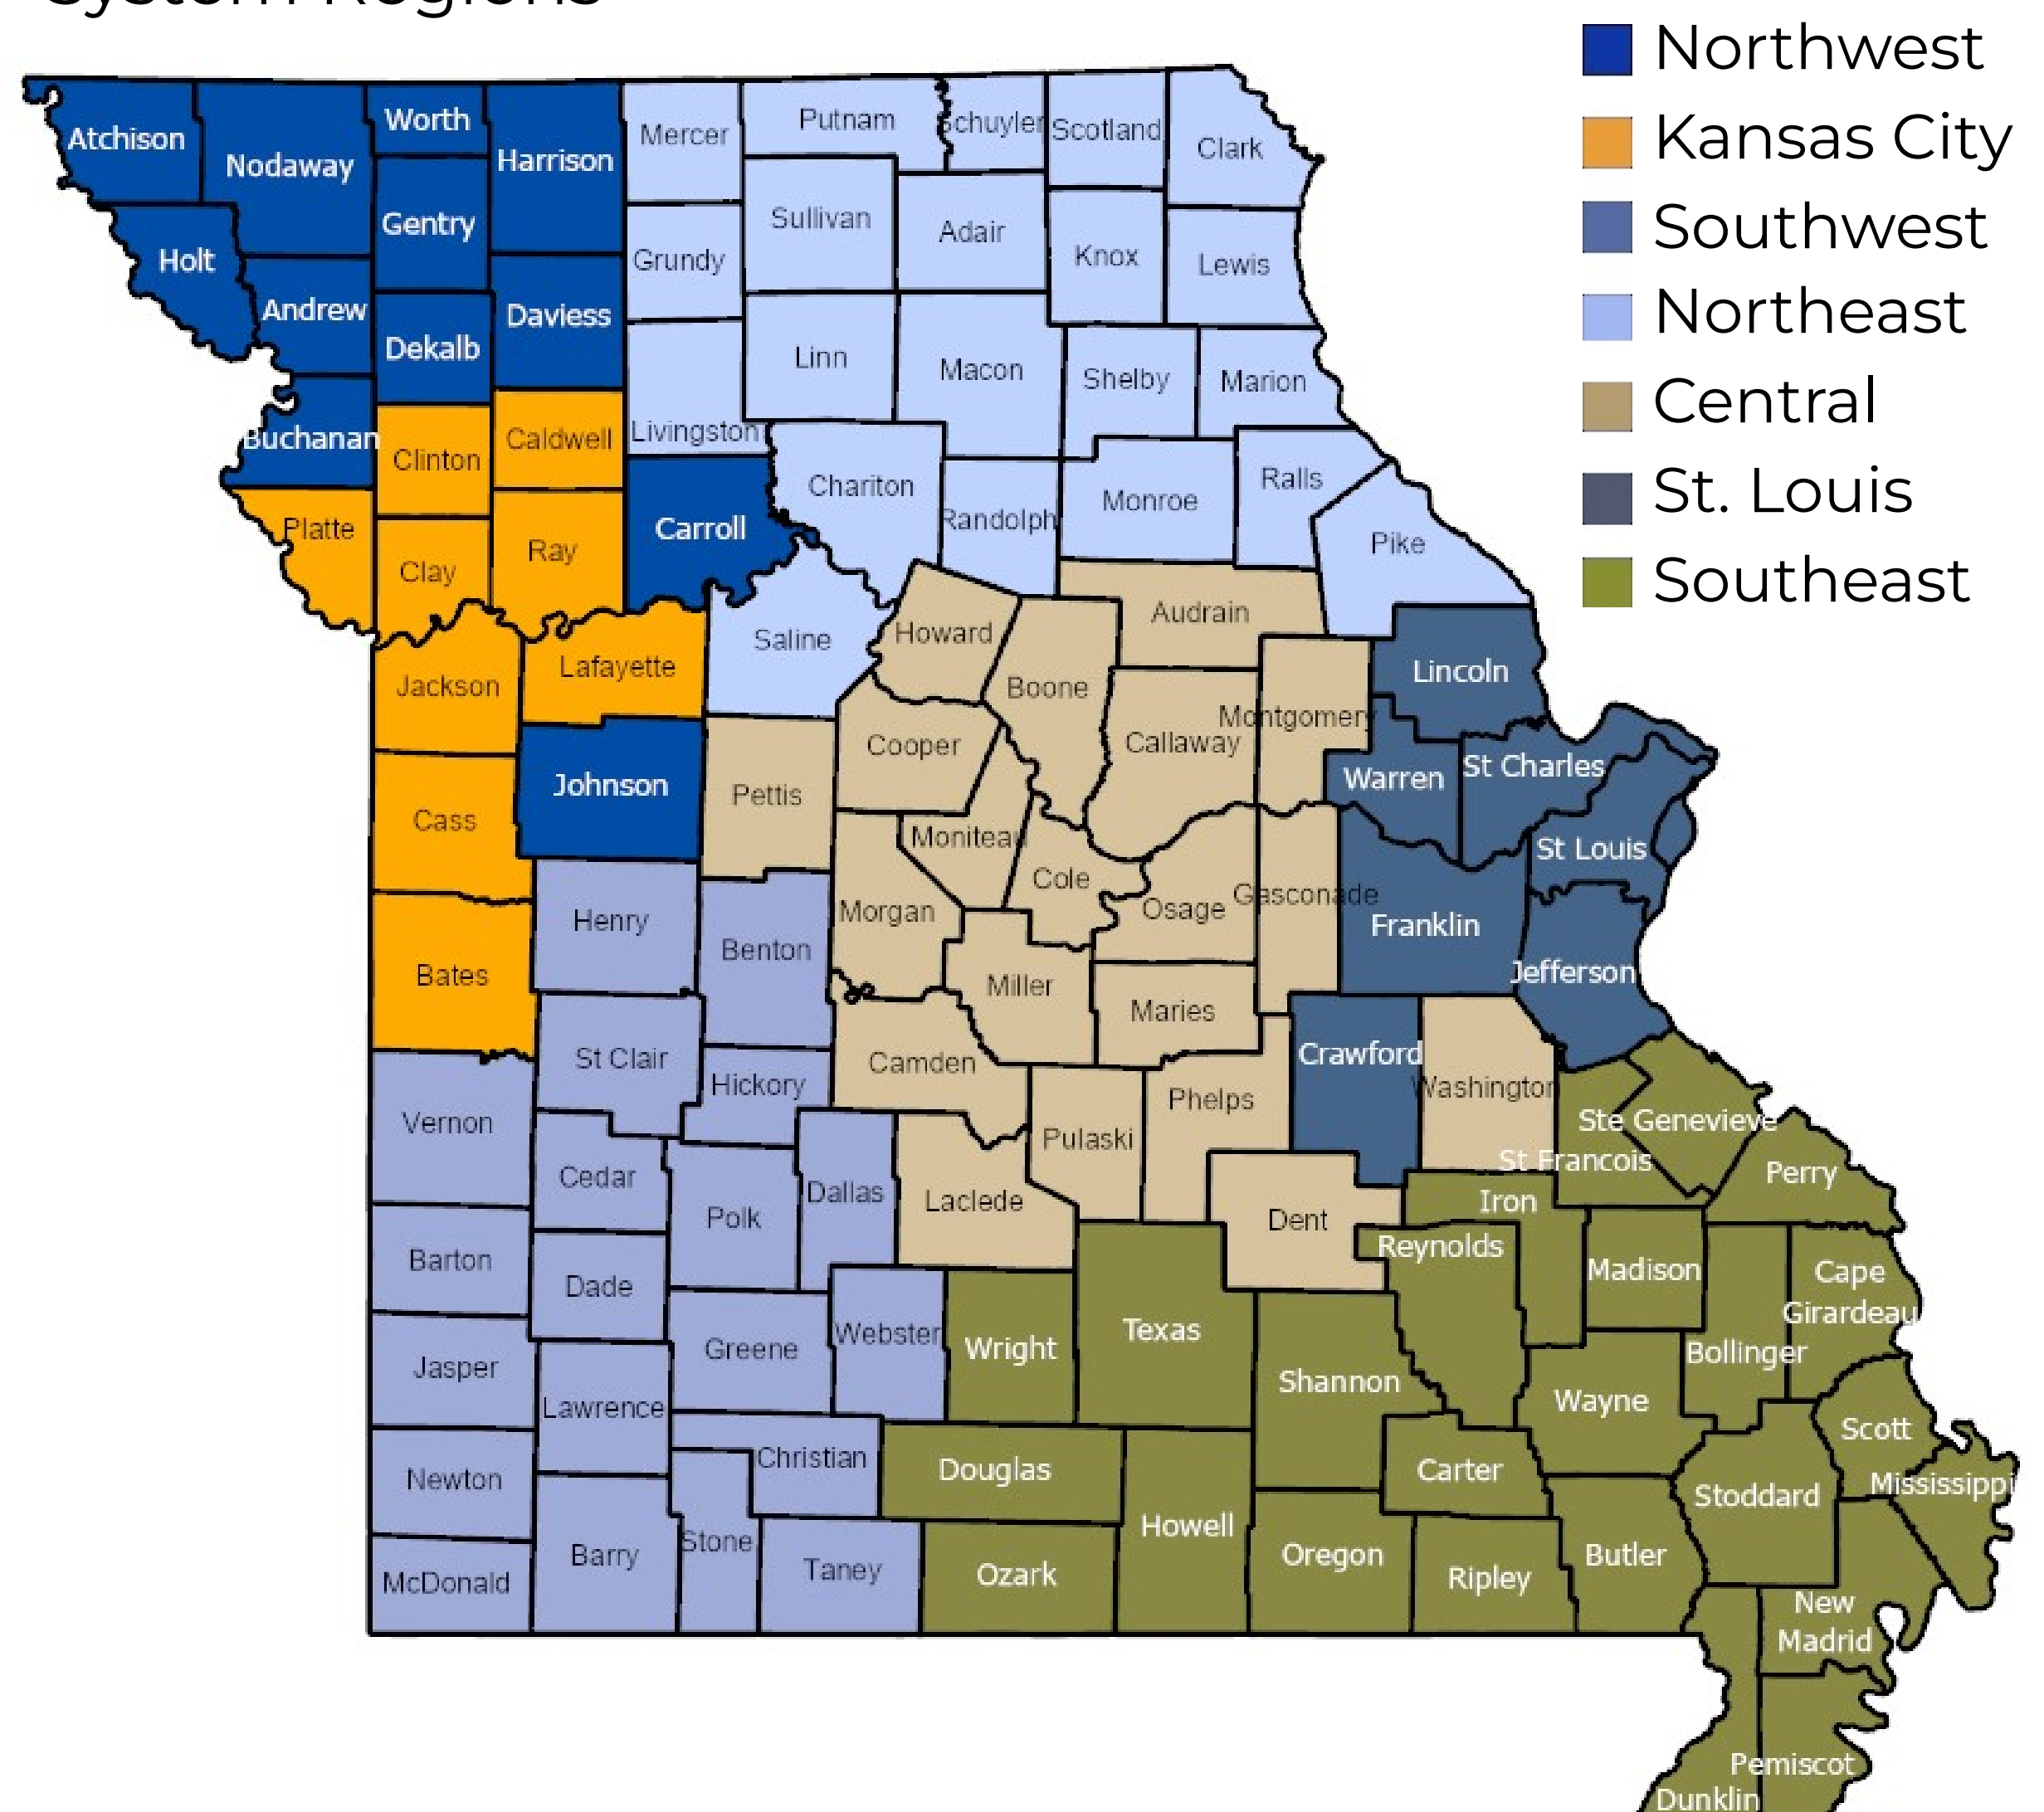 System Regions
Northwest
Kansas City
Southwest
Northeast
Central
St. Louis
Southeast
Atchison
Nodaway
Worth
Harrison
Mercer
Putnam
Schuyler
Scotland
Clark
Holt
Gentry
Sullivan
Adair
Knox
Lewis
Grundy
Andrew
Dekalb
Daviess
Linn
Macon
Shelby
Marion
Buchanan
Clinton
Caldwell
Livingston
Chariton
Randolph
Monroe
Ralls
Pike
Platte
Clay
Ray
Carroll
Saline
Howard
Boone
Audrain
Lincoln
Jackson
Lafayette
Cooper
Callaway
Montgomery
Warren
St Charles
Cass
Johnson
Pettis
Moniteau
Cole
St Louis
Henry
Benton
Morgan
Osage
Gasconade
Franklin
Jefferson
Bates
Miller
Maries
St Clair
Hickory
Camden
Phelps
Crawford
Washington
Vernon
Cedar
Polk
Dallas
Laclede
Pulaski
Dent
Ste Genevieve
St Francois
Perry
Iron
Reynolds
Barton
Dade
Madison
Cape
Girardeau
Bollinger
Jasper
Greene
Webster
Wright
Texas
Shannon
Wayne
Scott
Lawrence
Christian
Douglas
Carter
Stoddard
Mississippi
Newton
Barry
Stone
Howell
Oregon
Butler
McDonald
Taney
Ozark
Ripley
New
Madrid
Pemiscot
Dunklin